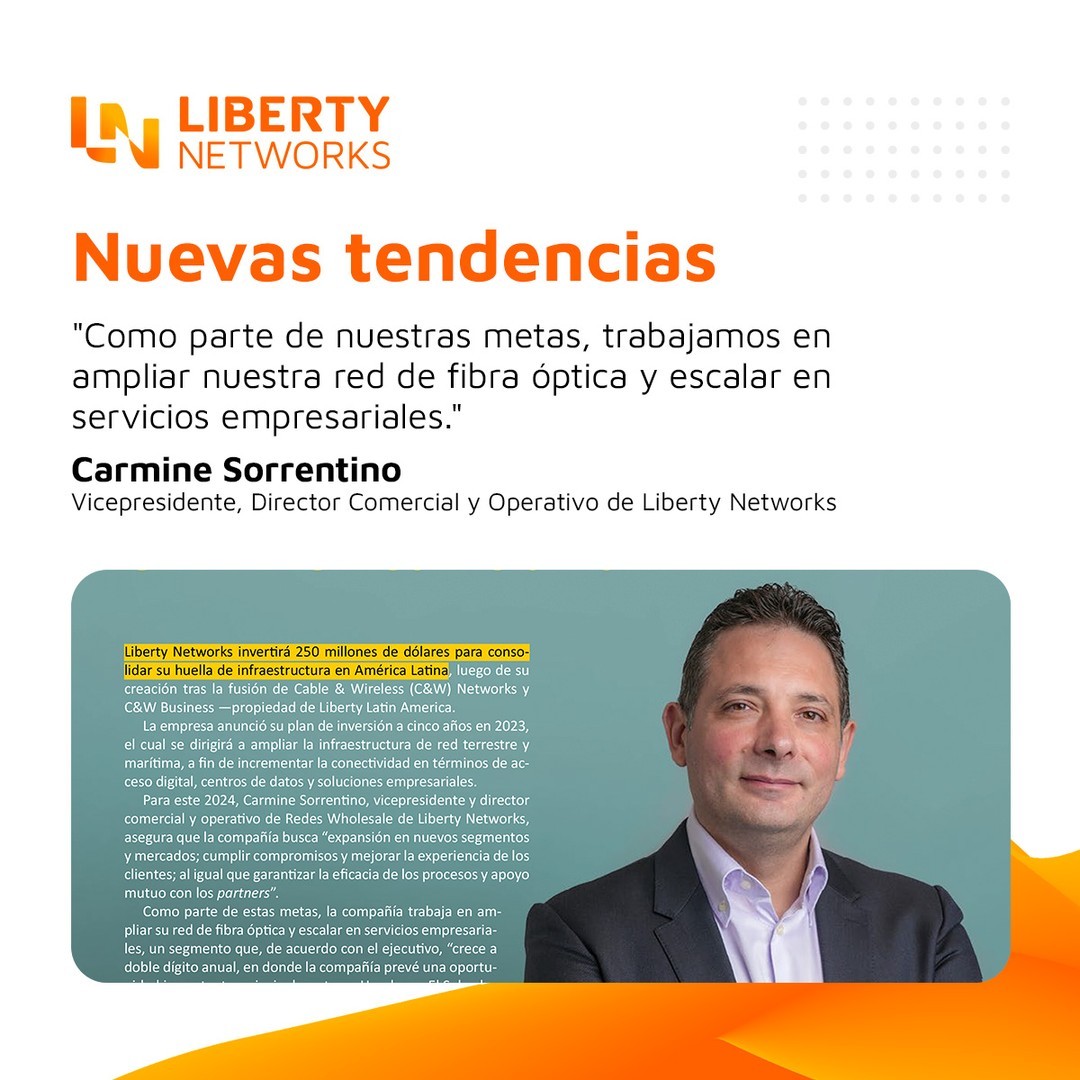 LIBERTY
NETWORKS
Nuevas tendencias
"Como parte de nuestras metas, trabajamos en
ampliar nuestra red de fibra óptica y escalar en
servicios empresariales."
Carmine Sorrentino
Vicepresidente, Director Comercial y Operativo de Liberty Networks
Liberty Networks invertirá 250 millones de dólares para conso-
lidar su huella de infraestructura en América Latina, luego de su
creación tras la fusión de Cable & Wireless (C&W) Networks y
C&W Business —propiedad de Liberty Latin America.
La empresa anunció su plan de inversión a cinco años en 2023,
el cual se dirigirá a ampliar la infraestructura de red terrestre y
marítima, a fin de incrementar la conectividad en términos de ac-
ceso digital, centros de datos y soluciones empresariales.
Para este 2024, Carmine Sorrentino, vicepresidente y director
comercial y operativo de Redes Wholesale de Liberty Networks,
asegura que la compañía busca “expansión en nuevos segmentos
y mercados; cumplir compromisos y mejorar la experiencia de los
clientes; al igual que garantizar la eficacia de los procesos y apoyo
mutuo con los partners”.
Como parte de estas metas, la compañía trabaja en am-
pliar su red de fibra óptica y escalar en servicios empresaria-
les, un segmento que, de acuerdo con el ejecutivo, “crece a
doble dígito anual, en donde la compañía prevé una oportu-